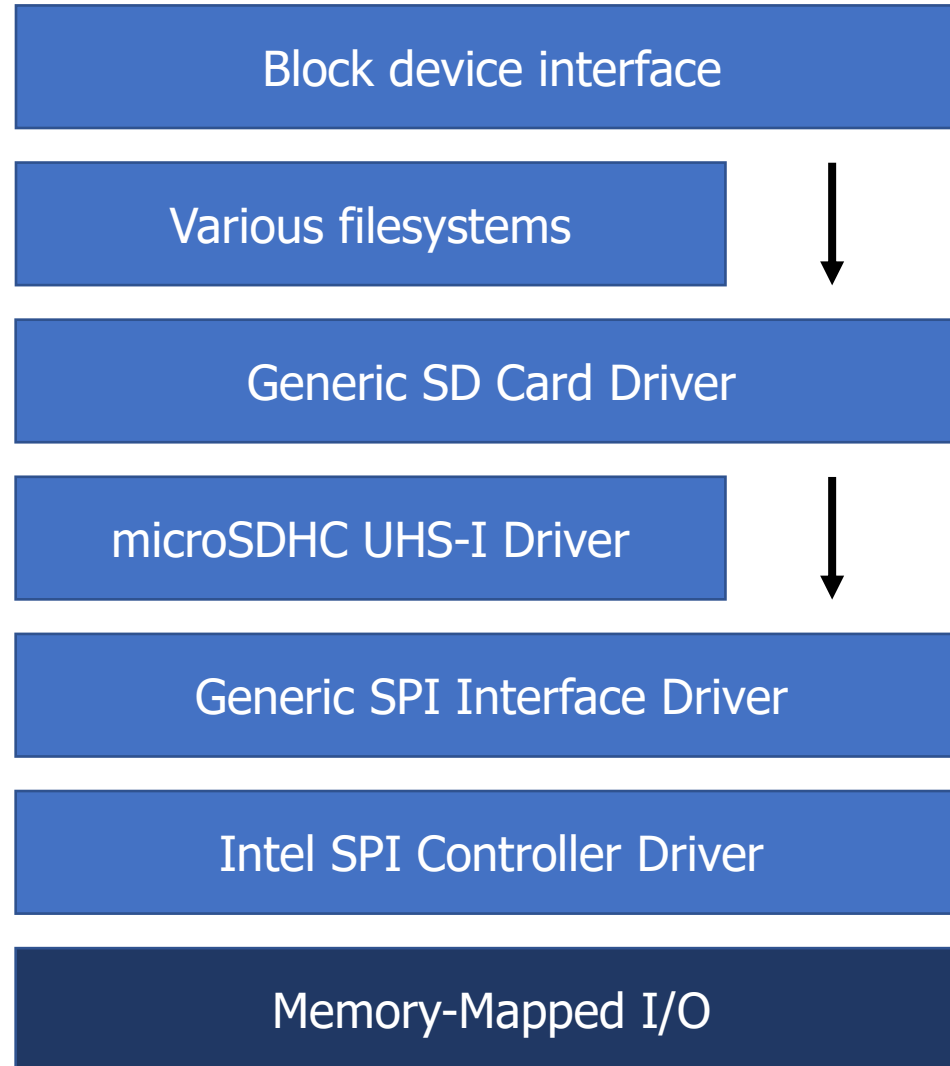 Block device interface
Various filesystems
Generic SD Card Driver
microSDHC UHS-I Driver
Generic SPI Interface Driver
Intel SPI Controller Driver
Memory-Mapped I/O